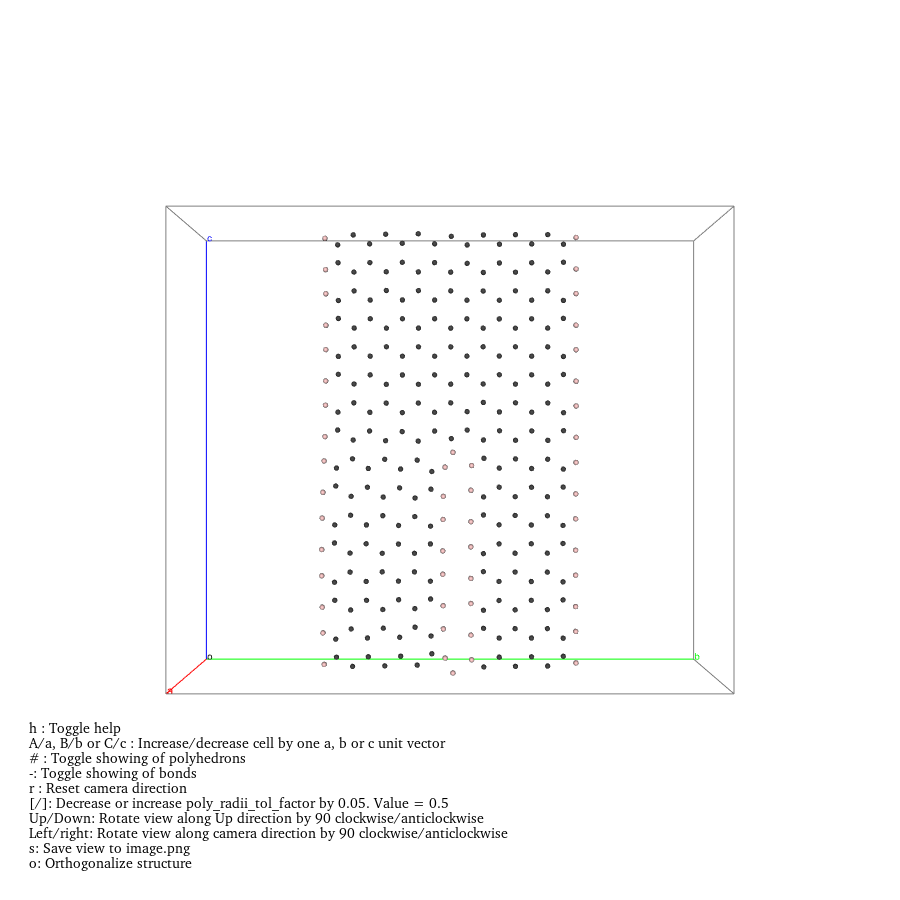 c
o
b
a
h : Toggle help
A/a, B/b or C/c : Increase/decrease cell by one a, b or c unit vector
# : Toggle showing of polyhedrons
-: Toggle showing of bonds
r : Reset camera direction
[/]: Decrease or increase poly_radii_tol_factor by 0.05. Value = 0.5
Up/Down: Rotate view along Up direction by 90 clockwise/anticlockwise
Left/right: Rotate view along camera direction by 90 clockwise/anticlockwise
s: Save view to image.png
o: Orthogonalize structure